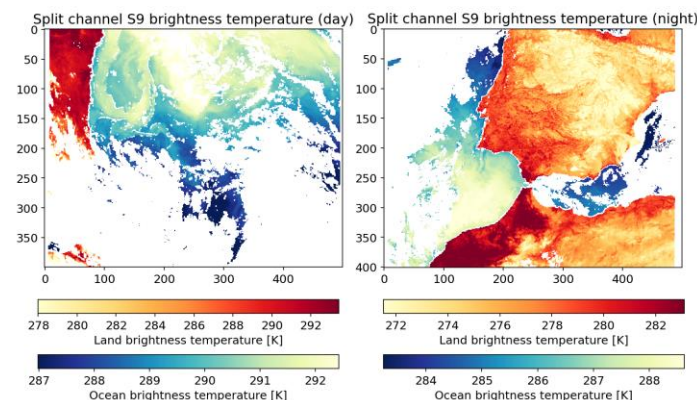 Split channel S9 brightness temperature (day)
Split channel S9 brightness temperature (night)
0
50
100
150
200
250
300
350
0 100 200 300 400
0
50
100
150
200
250
300
350
400
0 100 200 300 400
278 280 282 284 286 288 290 292
Land brightness temperature [K]
272 274 276 278 280 282
Land brightness temperature [K]
287 288 289 290 291 292
Ocean brightness temperature [K]
284 285 286 287 288
Ocean brightness temperature [K]